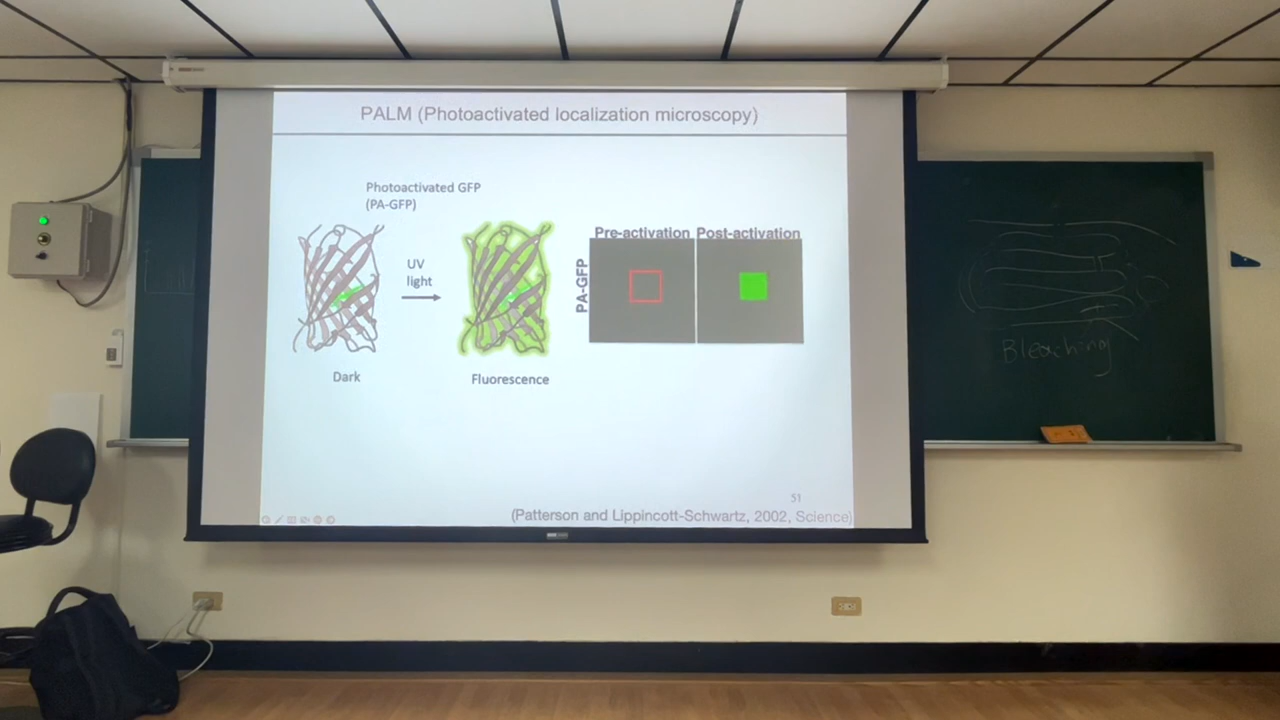 PALM (Photoactivated localization microscopy)
Photoactivated GFP
(PA-GFP)
UV
light
Dark
Fluorescence
Pre-activation Post-activation
PA-GFP
51
(Patterson and Lippincott-Schwartz, 2002, Science)
Bleaching